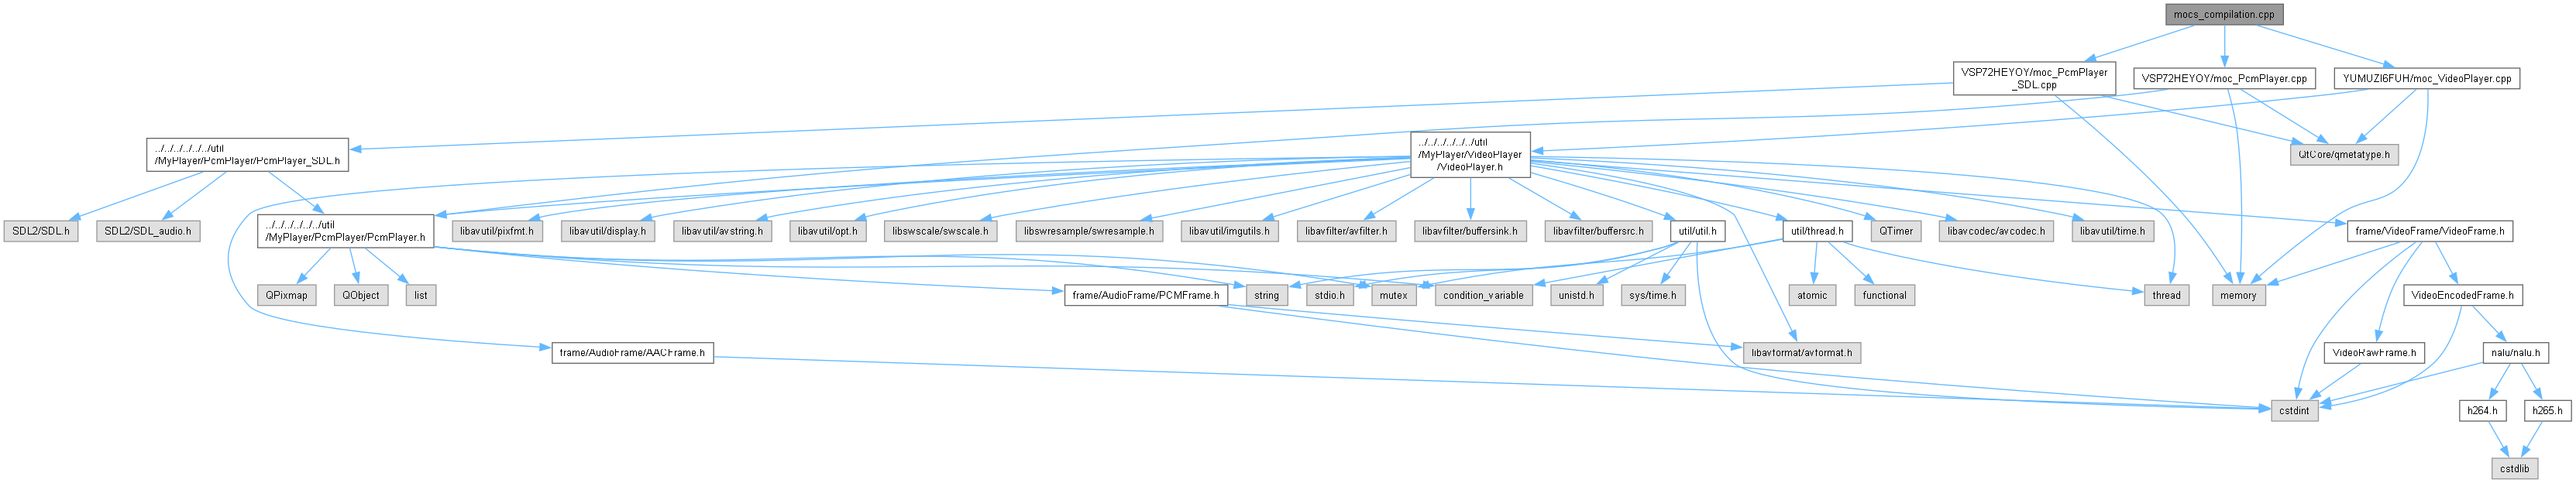 mocs_compilation.cpp
VSP72HEYOY/moc_PcmPlayer
_SDL.cpp
VSP72HEYOY/moc_PcmPlayer.cpp
YUMUZI6FUH/moc_VideoPlayer.cpp
../../../../../../util
/MyPlayer/PcmPlayer/PcmPlayer_SDL.h
../../../../../../util
/MyPlayer/VideoPlayer
/VideoPlayer.h
QtCore/qmetatype.h
SDL2/SDL.h
SDL2/SDL_audio.h
../../../../../../util
/MyPlayer/PcmPlayer/PcmPlayer.h
libavutil/pixfmt.h
libavutil/display.h
libavutil/avstring.h
libavutil/opt.h
libswscale/swscale.h
libswresample/swresample.h
libavutil/imgutils.h
libavfilter/avfilter.h
libavfilter/buffersink.h
libavfilter/buffersrc.h
util/util.h
util/thread.h
QTimer
libavcodec/avcodec.h
libavutil/time.h
frame/VideoFrame/VideoFrame.h
QPixmap
QObject
list
frame/AudioFrame/PCMFrame.h
string
stdio.h
mutex
condition_variable
unistd.h
sys/time.h
atomic
functional
thread
memory
VideoEncodedFrame.h
frame/AudioFrame/AACFrame.h
libavformat/avformat.h
VideoRawFrame.h
nalu/nalu.h
cstdint
h264.h
h265.h
cstdlib